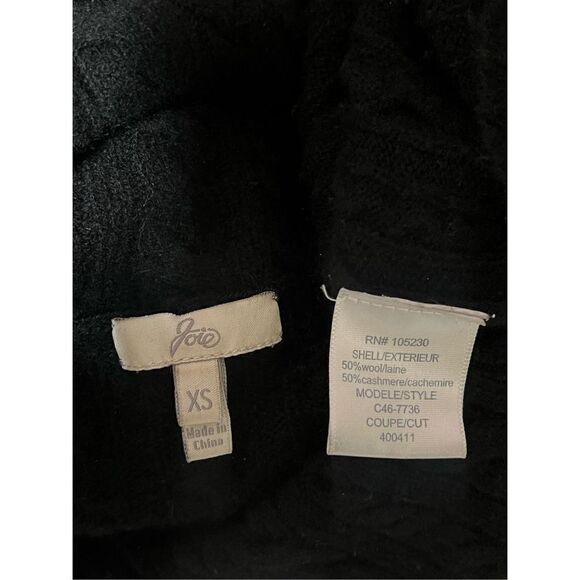 Joie
XS
Made in
China
RN# 105230
SHELL/EXTERIEUR
50%wool/laine
50%cashmere/cachemire
MODELE/STYLE
C46-7736
COUPE/CUT
400411